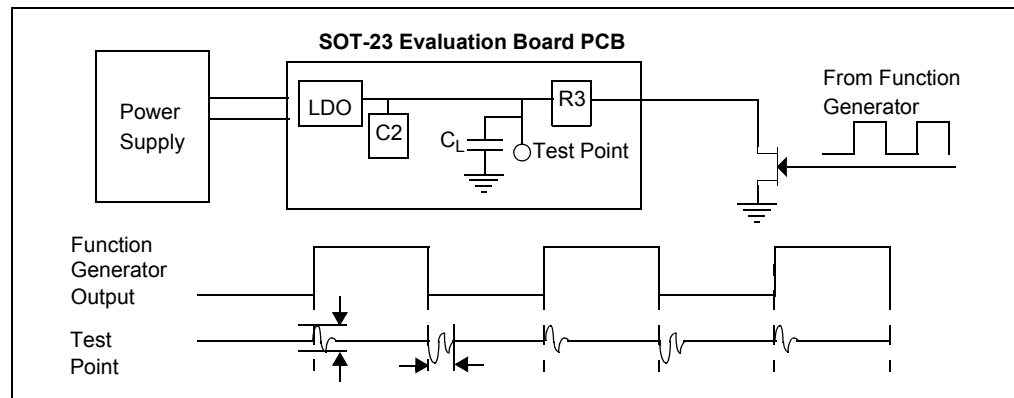 SOT-23 Evaluation Board PCB
Power
Supply
LDO
C2
CL
Test Point
R3
From Function
Generator
Function
Generator
Output
Test
Point